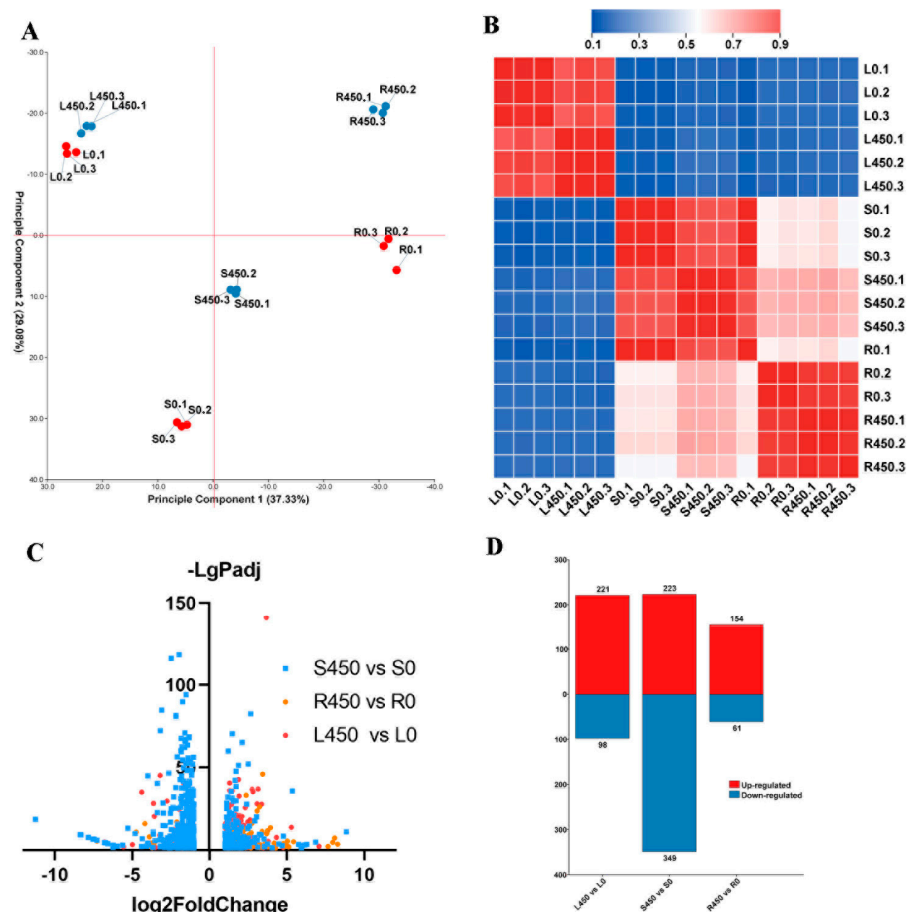 A
-30.0
-20.0
-10.0
0.0
10.0
20.0
30.0
40.0
Principle Component 2 (29.08%)
L450.3
L450.2
L450.1
L0.1
L0.3
L0.2
R450.2
R450.1
R450.3
R0.2
R0.3
R0.1
S450.2
S450.3
S450.1
S0.1
S0.2
S0.3
30.0 20.0 10.0 0.0 -10.0 -20.0 -30.0 -40.0
Principle Component 1 (37.33%)
B
0.1 0.3 0.5 0.7 0.9
L0.1
L0.2
L0.3
L450.1
L450.2
L450.3
S0.1
S0.2
S0.3
S450.1
S450.2
S450.3
R0.1
R0.2
R0.3
R450.1
R450.2
R450.3
L0.1 L0.2 L0.3 L450.1 L450.2 L450.3 S0.1 S0.2 S0.3 S450.1 S450.2 S450.3 R0.1 R0.2 R0.3 R450.1 R450.2 R450.3
C
-LgPadj
150
100
50
S450 vs S0
R450 vs R0
L450 vs L0
-10 -5 0 5 10
log2FoldChange
D
300
200
100
0
100
200
300
400
221
223
154
98
349
61
Up-regulated
Down-regulated
L450 vs L0
S450 vs S0
R450 vs R0